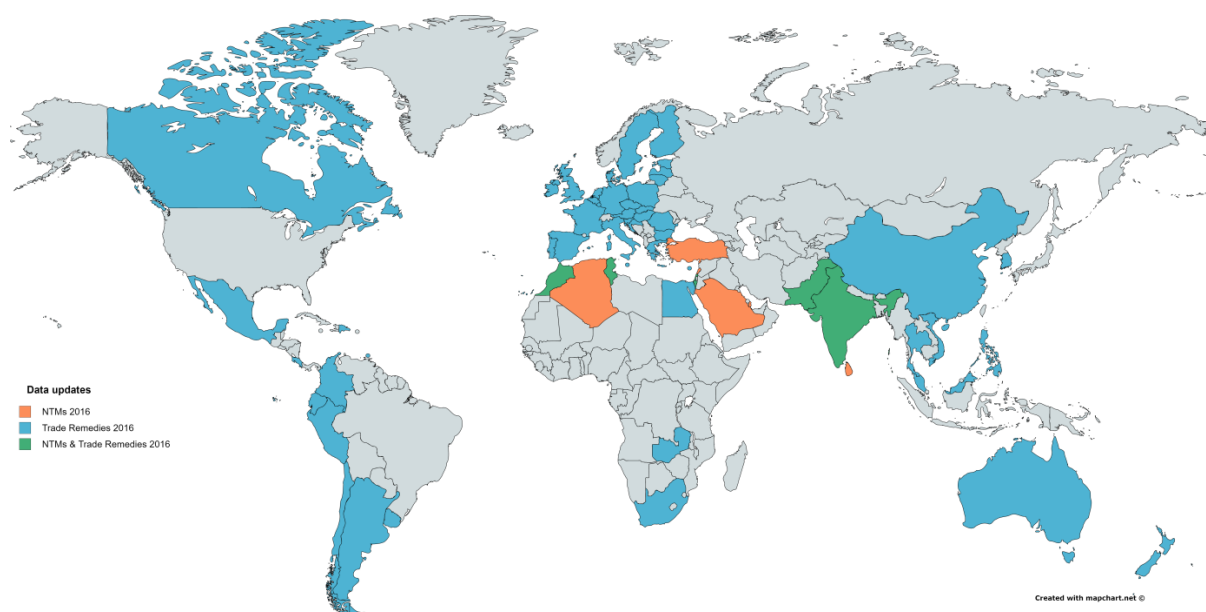 Data updates
NTMs 2016
Trade Remedies 2016
NTMs & Trade Remedies 2016
Created with mapchart.net ©